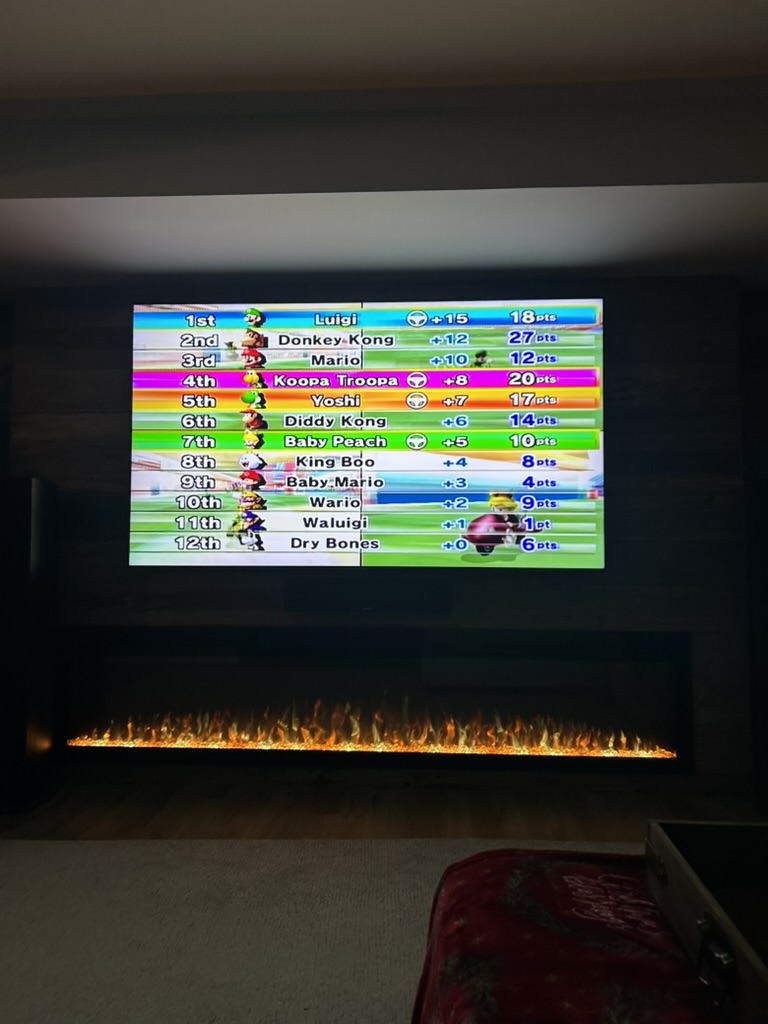 1st Luigi +15 18pts
2nd Donkey Kong +12 27pts
3rd Mario +10 12pts
4th Koopa Troopa +8 20pts
5th Yoshi +7 17pts
6th Diddy Kong +6 14pts
7th Baby Peach +5 10pts
8th King Boo +4 8pts
9th Baby Mario +3 4pts
10th Wario +2 9pts
11th Waluigi +1 1pt
12th Dry Bones +0 6pts